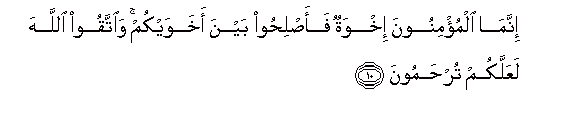 إِنَّمَا ٱلْمُؤْمِنُونَ إِخْوَةٌ فَأَصْلِحُوا۟ بَيْنَ أَخَوَيْكُمْ ۚ وَٱتَّقُوا۟ ٱللَّهَ
لَعَلَّكُمْ تُرْحَمُونَ ۝١٠